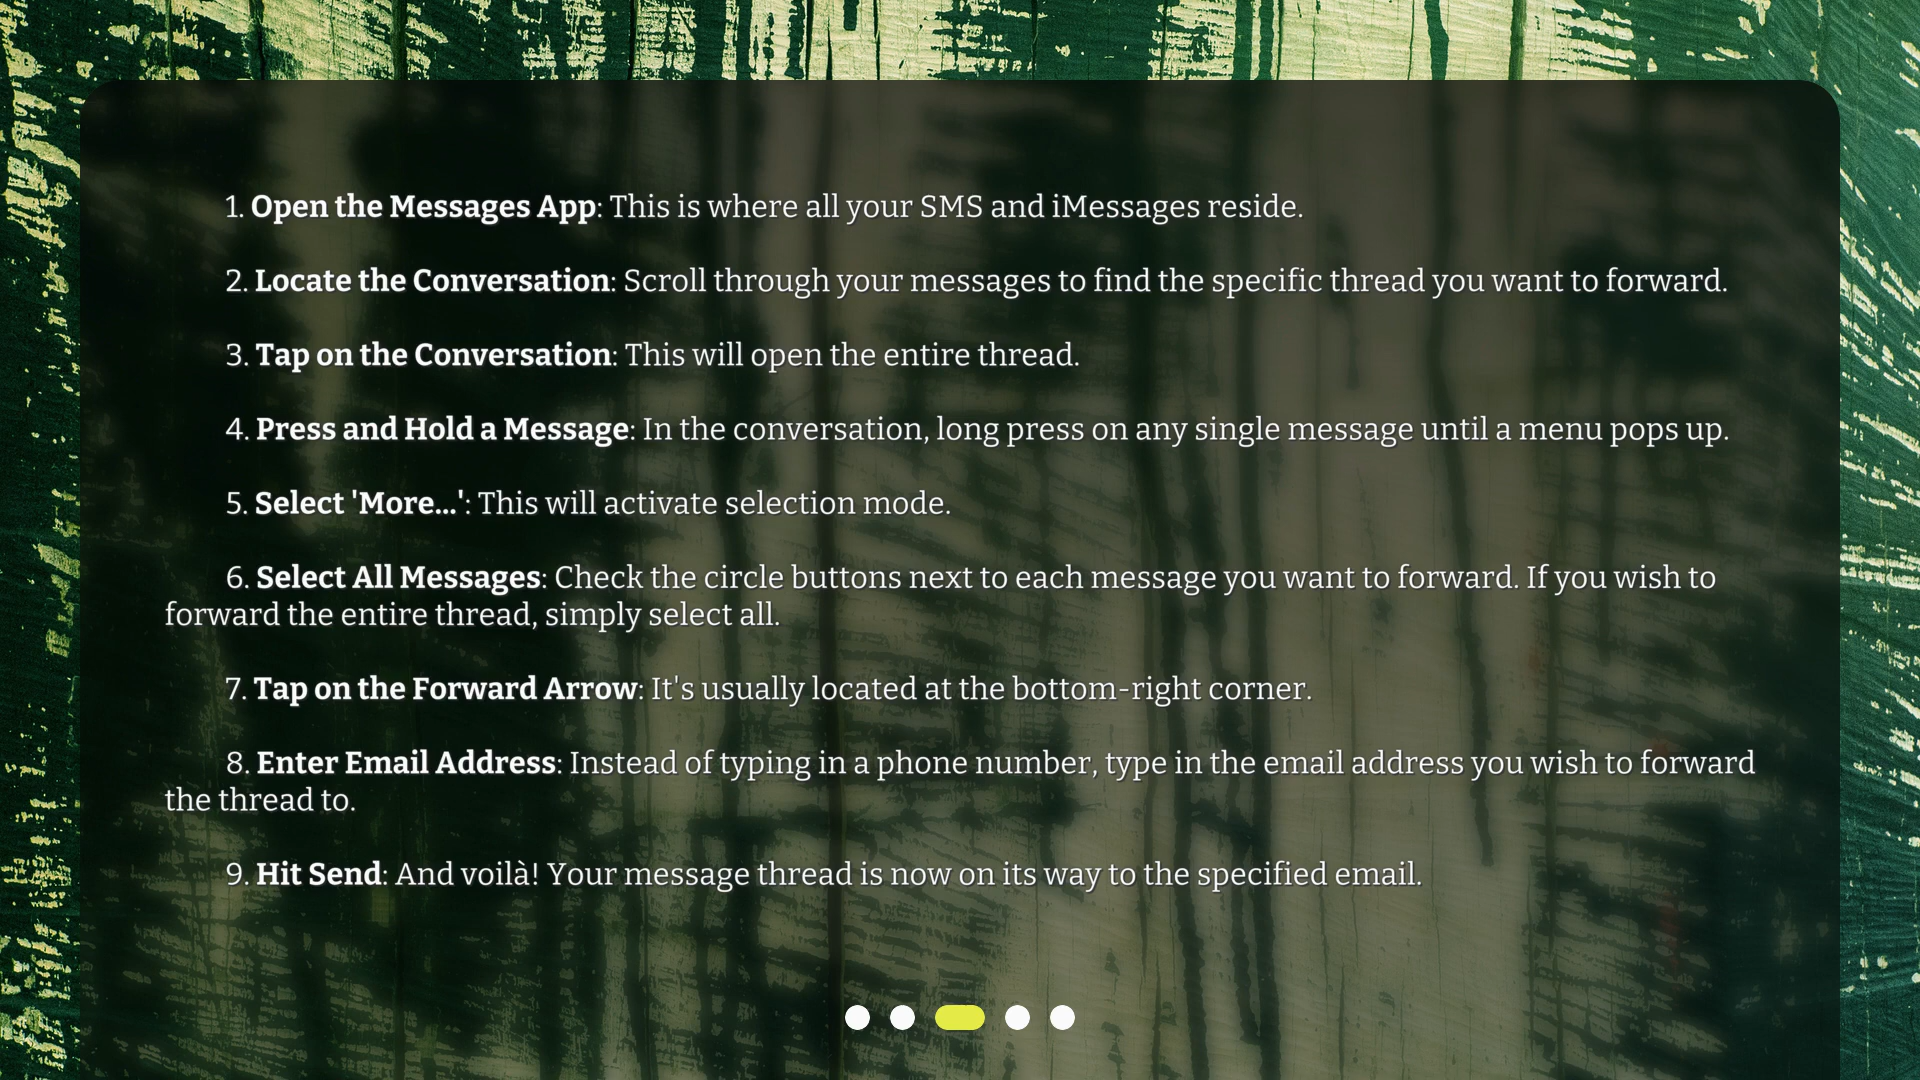 1. Open the Messages App: This is where all your SMS and iMessages reside.
2. Locate the Conversation: Scroll through your messages to find the specific thread you want to forward.
3. Tap on the Conversation: This will open the entire thread.
4. Press and Hold a Message: In the conversation, long press on any single message until a menu pops up.
5. Select 'More...': This will activate selection mode.
6. Select All Messages: Check the circle buttons next to each message you want to forward. If you wish to
forward the entire thread, simply select all.
7. Tap on the Forward Arrow: It's usually located at the bottom-right corner.
8. Enter Email Address: Instead of typing in a phone number, type in the email address you wish to forward
the thread to.
9. Hit Send: And voilà! Your message thread is now on its way to the specified email.